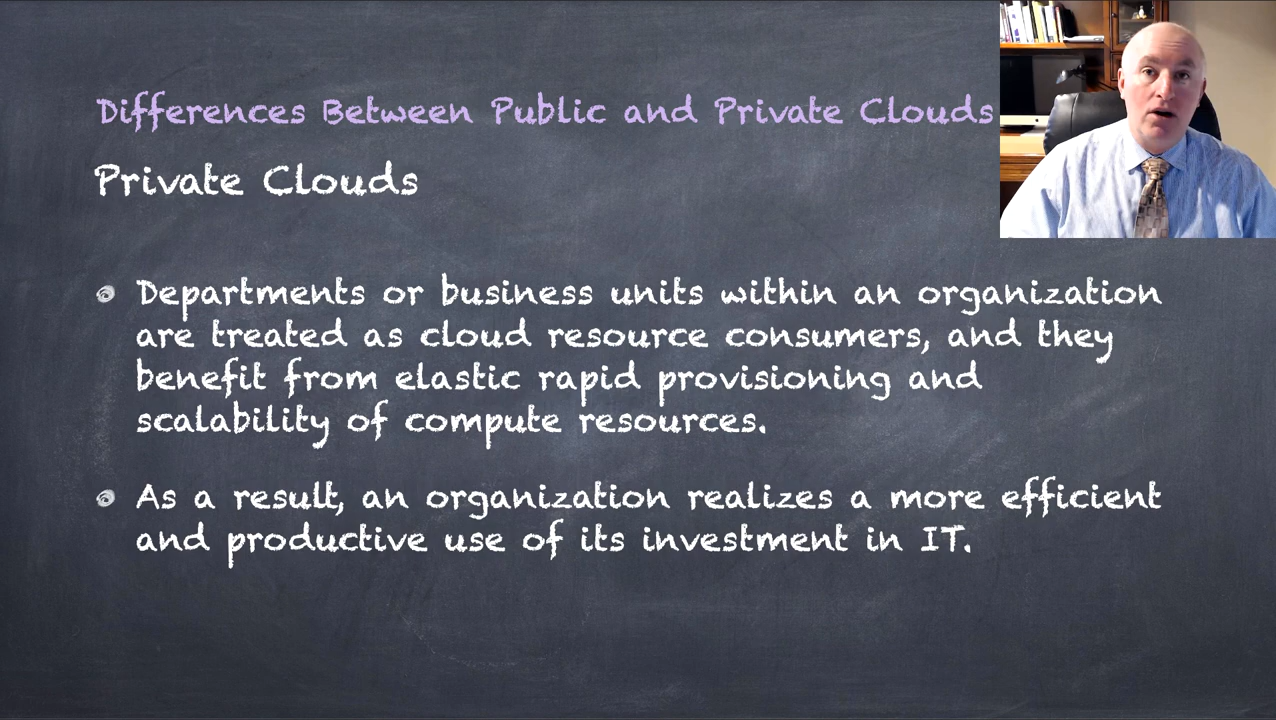 Differences Between Public and Private Clouds
Private Clouds
Departments or business units within an organization
are treated as cloud resource consumers, and they
benefit from elastic rapid provisioning and
scalability of compute resources.
As a result, an organization realizes a more efficient
and productive use of its investment in IT.